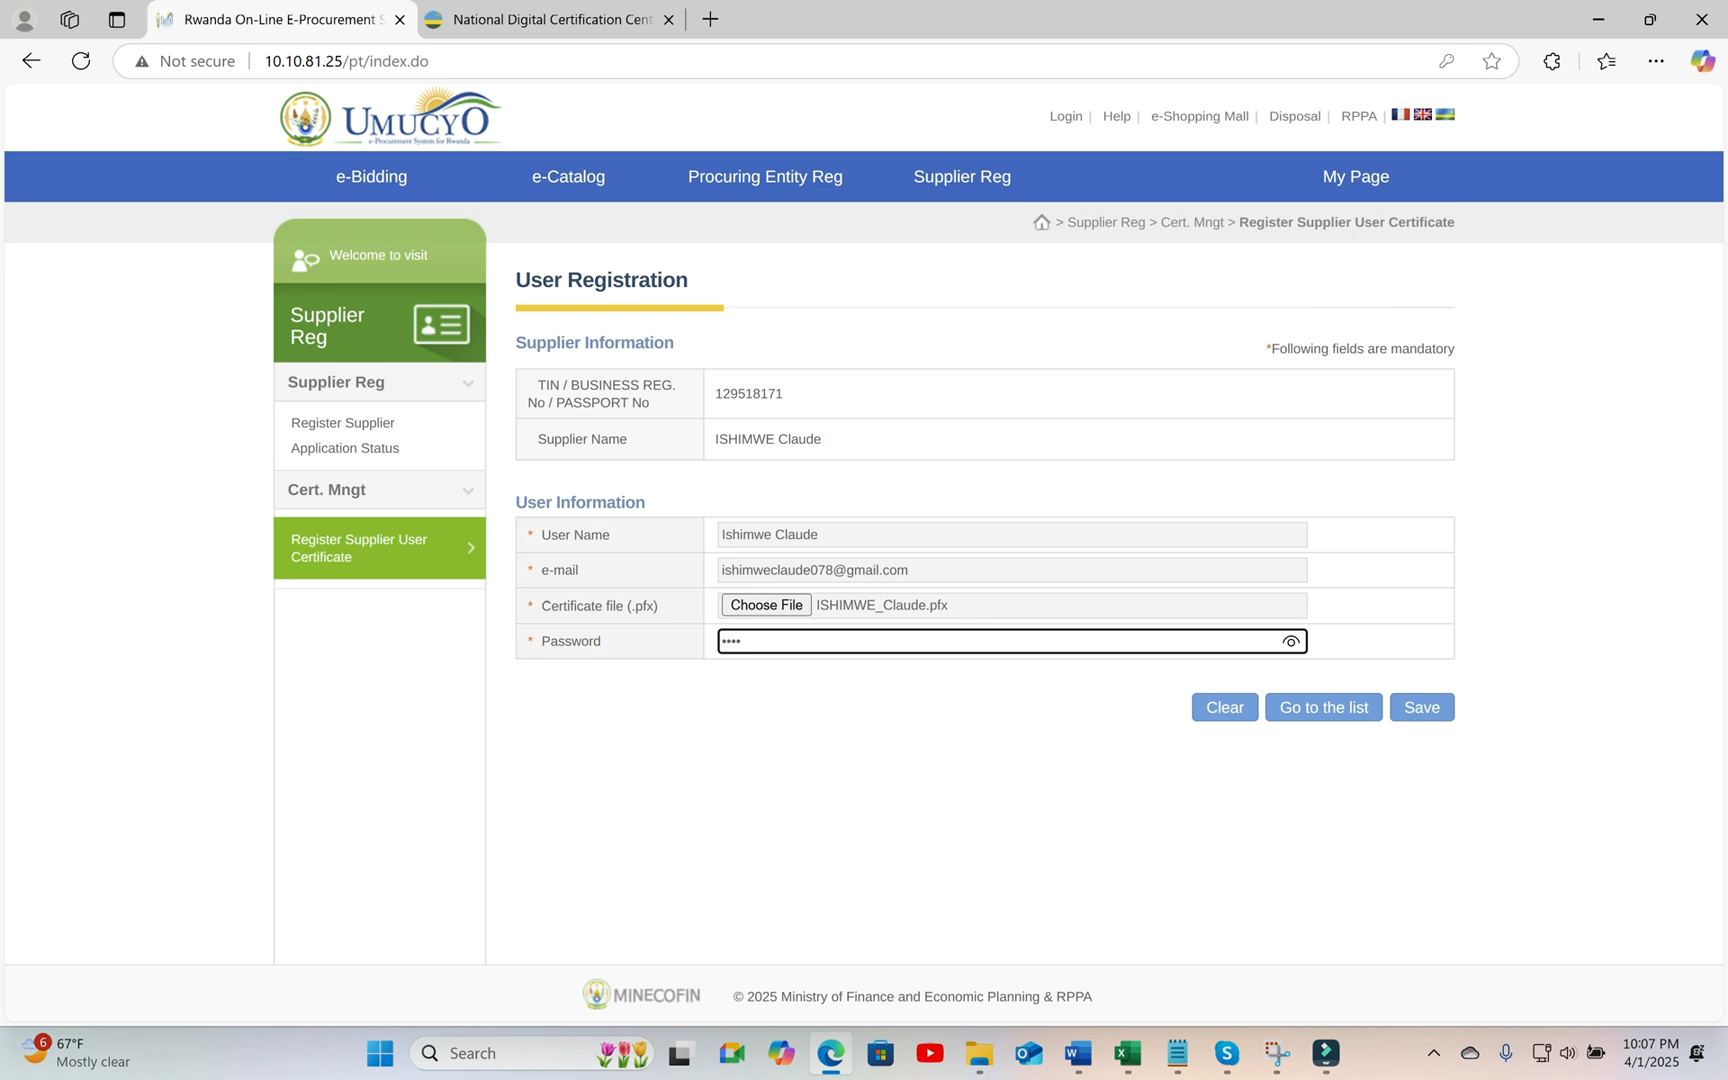 Rwanda On-Line E-Procurement S
National Digital Certification Cent
Not secure
10.10.81.25/pt/index.do
UMUCYO
e-Procurement System for Rwanda
Login | Help | e-Shopping Mall | Disposal | RPPA |
e-Bidding
e-Catalog
Procuring Entity Reg
Supplier Reg
My Page
> Supplier Reg > Cert. Mngt > Register Supplier User Certificate
Welcome to visit
Supplier
Reg
Supplier Reg
Register Supplier
Application Status
Cert. Mngt
Register Supplier User
Certificate
User Registration
Supplier Information
*Following fields are mandatory
TIN / BUSINESS REG.
No / PASSPORT No
129518171
Supplier Name
ISHIMWE Claude
User Information
* User Name
Ishimwe Claude
* e-mail
ishimweclaude078@gmail.com
* Certificate file (.pfx)
Choose File ISHIMWE_Claude.pfx
* Password
••••
Clear
Go to the list
Save
MINECOFIN
© 2025 Ministry of Finance and Economic Planning & RPPA
6
67°F
Mostly clear
Search
10:07 PM
4/1/2025